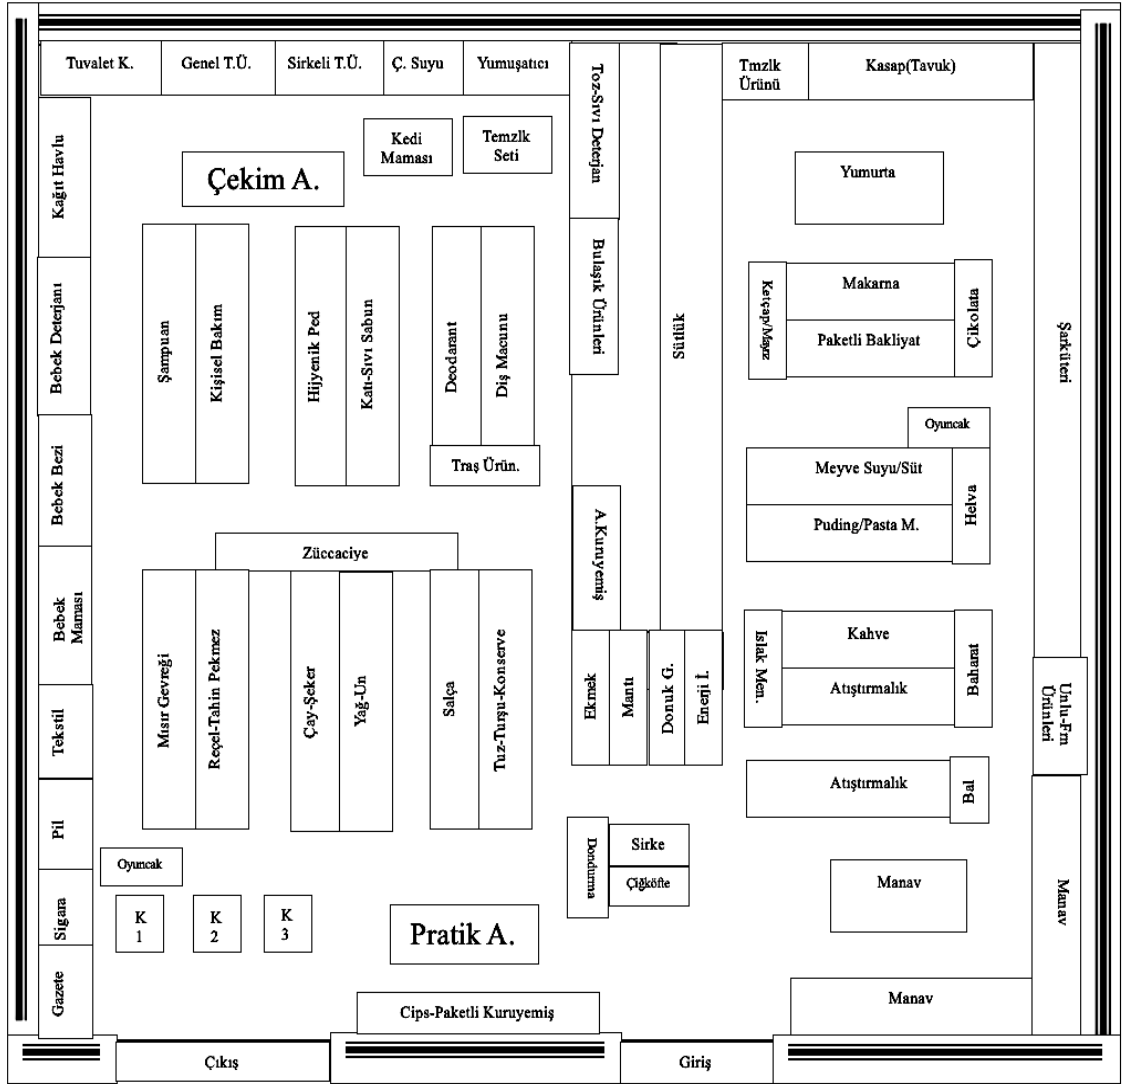 Tuvalet K.
Genel T.Ü.
Sirkeli T.Ü.
Ç. Suyu
Yumuşatıcı
Toz-Sıvı Deterjan
Tmzlk
Ürünü
Kasap(Tavuk)
Kağıt Havlu
Kedi
Maması
Temzlk
Seti
Çekim A.
Yumurta
Şampuan
Kişisel Bakım
Hijyenik Ped
Katı-Sıvı Sabun
Deodarant
Diş Macunu
Traş Ürün.
Bulaşık Ürünleri
Sütlük
Ketçap/Mayız
Makarna
Paketli Bakliyat
Çikolata
Şarküteri
Bebek Deterjanı
Bebek Bezi
Oyuncak
Meyve Suyu/Süt
Puding/Pasta M.
Helva
A.Kuruyemiş
Züccaciye
Bebek
Maması
Mısır Gevreği
Reçel-Tahin Pekmez
Çay-Şeker
Yağ-Un
Salça
Tuz-Turşu-Konserve
Ekmek
Mantı
Donuk G.
Enerji İ.
Islak Men.
Kahve
Atıştırmalık
Baharat
Unlu-Frn
Ürünleri
Tekstil
Atıştırmalık
Bal
Pil
Oyuncak
Dondurma
Sirke
Çiğköfte
Manav
Manav
Sigara
K
1
K
2
K
3
Pratik A.
Gazete
Cips-Paketli Kuruyemiş
Manav
Çıkış
Giriş